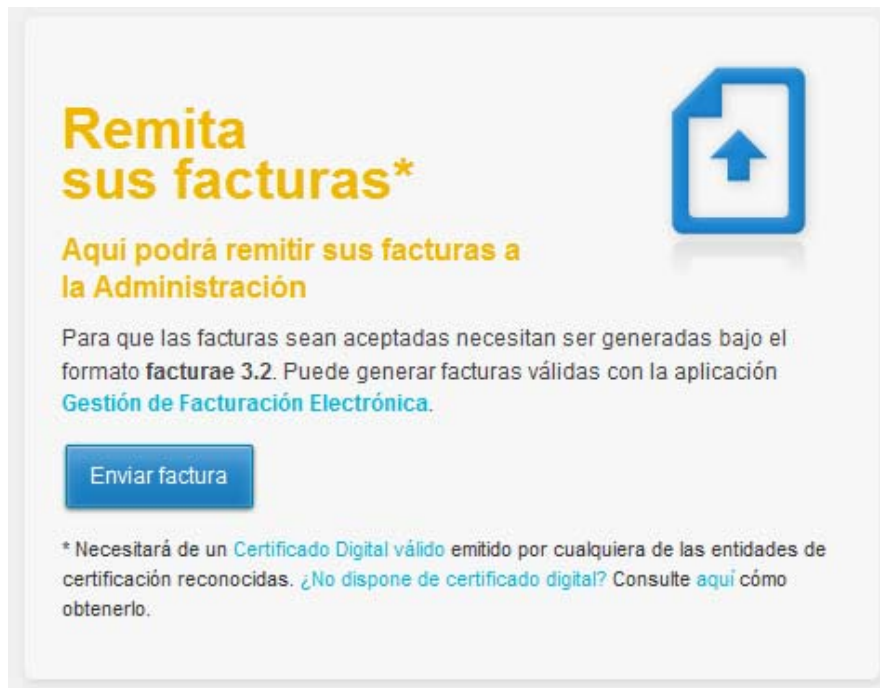 Remita
sus facturas*
Aquí podrá remitir sus facturas a
la Administración
Para que las facturas sean aceptadas necesitan ser generadas bajo el
formato facturae 3.2. Puede generar facturas válidas con la aplicación
Gestión de Facturación Electrónica.
Enviar factura
* Necesitará de un Certificado Digital válido emitido por cualquiera de las entidades de
certificación reconocidas. ¿No dispone de certificado digital? Consulte aquí cómo
obtenerlo.